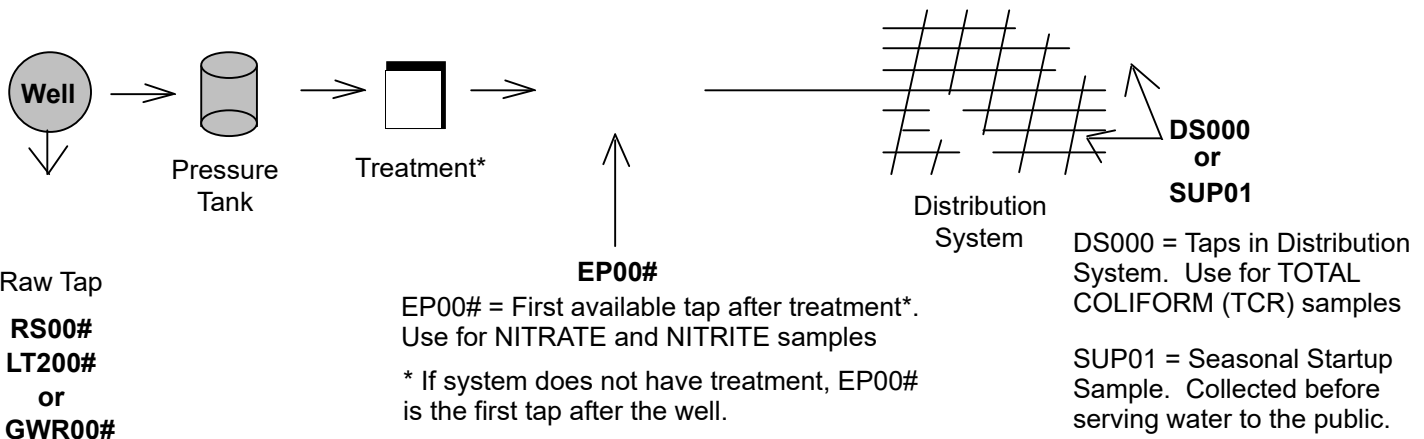 Well
Pressure
Tank
Treatment*
Distribution
System
DS000
or
SUP01
Raw Tap
RS00#
LT200#
or
GWR00#
EP00#
EP00# = First available tap after treatment*.
Use for NITRATE and NITRITE samples
* If system does not have treatment, EP00#
is the first tap after the well.
DS000 = Taps in Distribution
System. Use for TOTAL
COLIFORM (TCR) samples
SUP01 = Seasonal Startup
Sample. Collected before
serving water to the public.